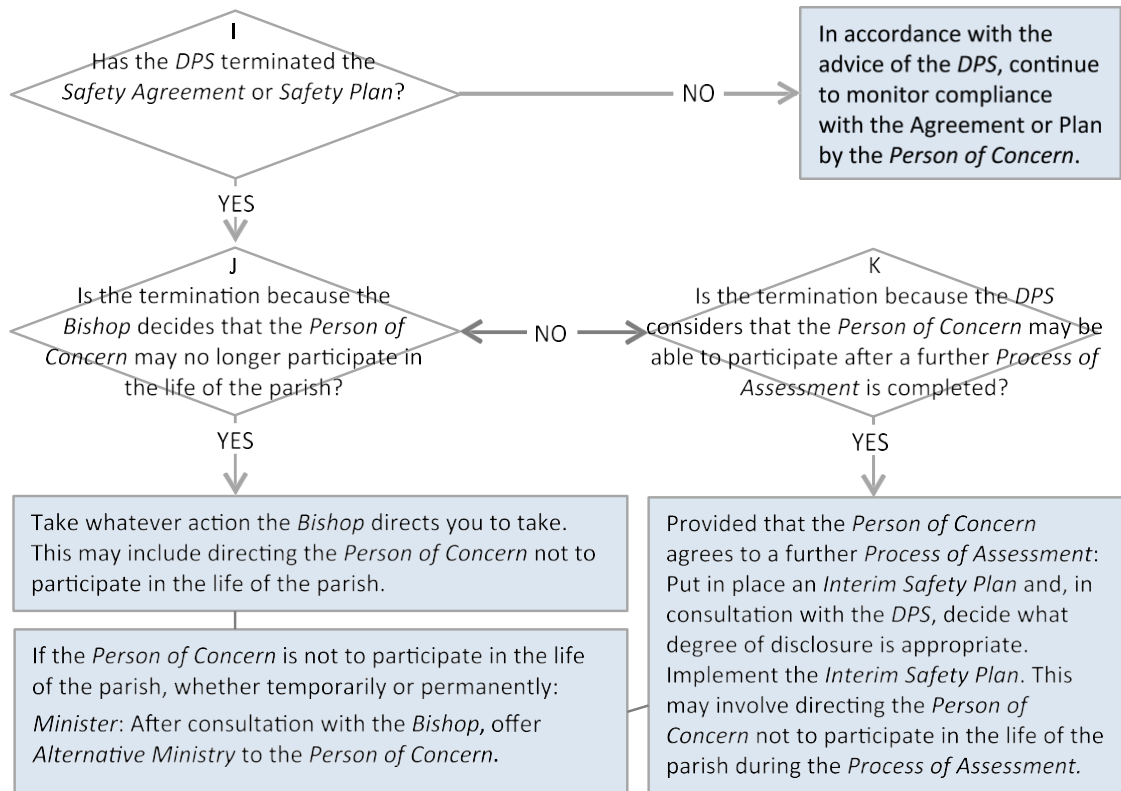 I
Has the DPS terminated the
Safety Agreement or Safety Plan?
NO
In accordance with the
advice of the DPS, continue
to monitor compliance
with the Agreement or Plan
by the Person of Concern.
YES
J
Is the termination because the
Bishop decides that the Person of
Concern may no longer participate in
the life of the parish?
NO
K
Is the termination because the DPS
considers that the Person of Concern may be
able to participate after a further Process of
Assessment is completed?
YES
YES
Take whatever action the Bishop directs you to take.
This may include directing the Person of Concern not to
participate in the life of the parish.
If the Person of Concern is not to participate in the life
of the parish, whether temporarily or permanently:
Minister: After consultation with the Bishop, offer
Alternative Ministry to the Person of Concern.
Provided that the Person of Concern
agrees to a further Process of Assessment:
Put in place an Interim Safety Plan and, in
consultation with the DPS, decide what
degree of disclosure is appropriate.
Implement the Interim Safety Plan. This
may involve directing the Person of
Concern not to participate in the life of the
parish during the Process of Assessment.